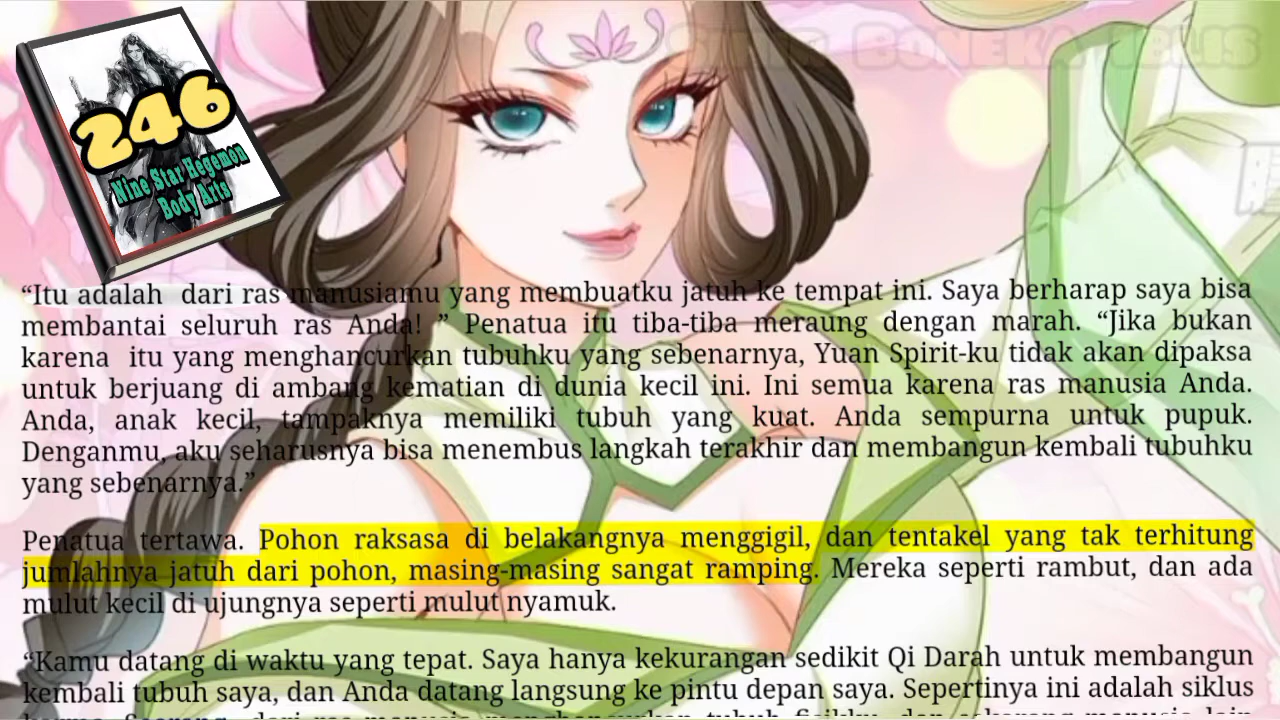 SIHIR BONEKA IBLIS
246
Nine Star Hegemon
Body Arts
“Itu adalah  dari ras manusiamu yang membuatku jatuh ke tempat ini. Saya berharap saya bisa
membantai seluruh ras Anda! ” Penatua itu tiba-tiba meraung dengan marah. “Jika bukan
karena  itu yang menghancurkan tubuhku yang sebenarnya, Yuan Spirit-ku tidak akan dipaksa
untuk berjuang di ambang kematian di dunia kecil ini. Ini semua karena ras manusia Anda.
Anda, anak kecil, tampaknya memiliki tubuh yang kuat. Anda sempurna untuk pupuk.
Denganmu, aku seharusnya bisa menembus langkah terakhir dan membangun kembali tubuhku
yang sebenarnya.”
Penatua tertawa. Pohon raksasa di belakangnya menggigil, dan tentakel yang tak terhitung
jumlahnya jatuh dari pohon, masing-masing sangat ramping. Mereka seperti rambut, dan ada
mulut kecil di ujungnya seperti mulut nyamuk.
“Kamu datang di waktu yang tepat. Saya hanya kekurangan sedikit Qi Darah untuk membangun
kembali tubuh saya, dan Anda datang langsung ke pintu depan saya. Sepertinya ini adalah siklus